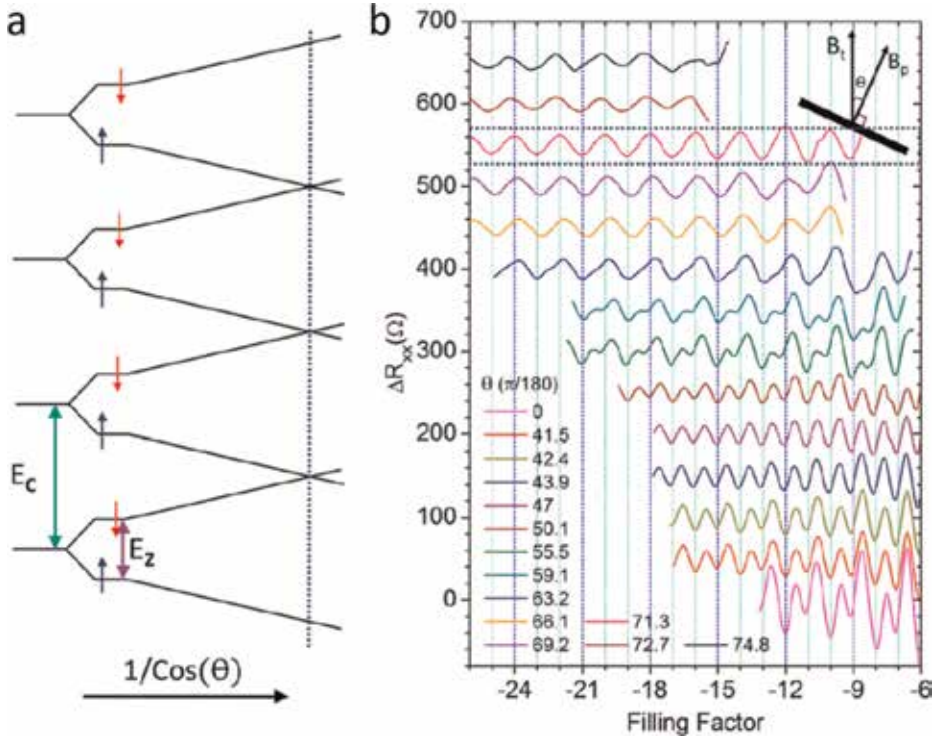 a
E_C
E_Z
1/Cos(Θ)
b
700
600
500
400
300
200
100
0
ΔR_xx(Ω)
B_t
Θ
B_p
Θ (π/180)
0
41.5
42.4
43.9
47
50.1
55.5
59.1
63.2
66.1
69.2
71.3
72.7
74.8
-24
-21
-18
-15
-12
-9
-6
Filling Factor